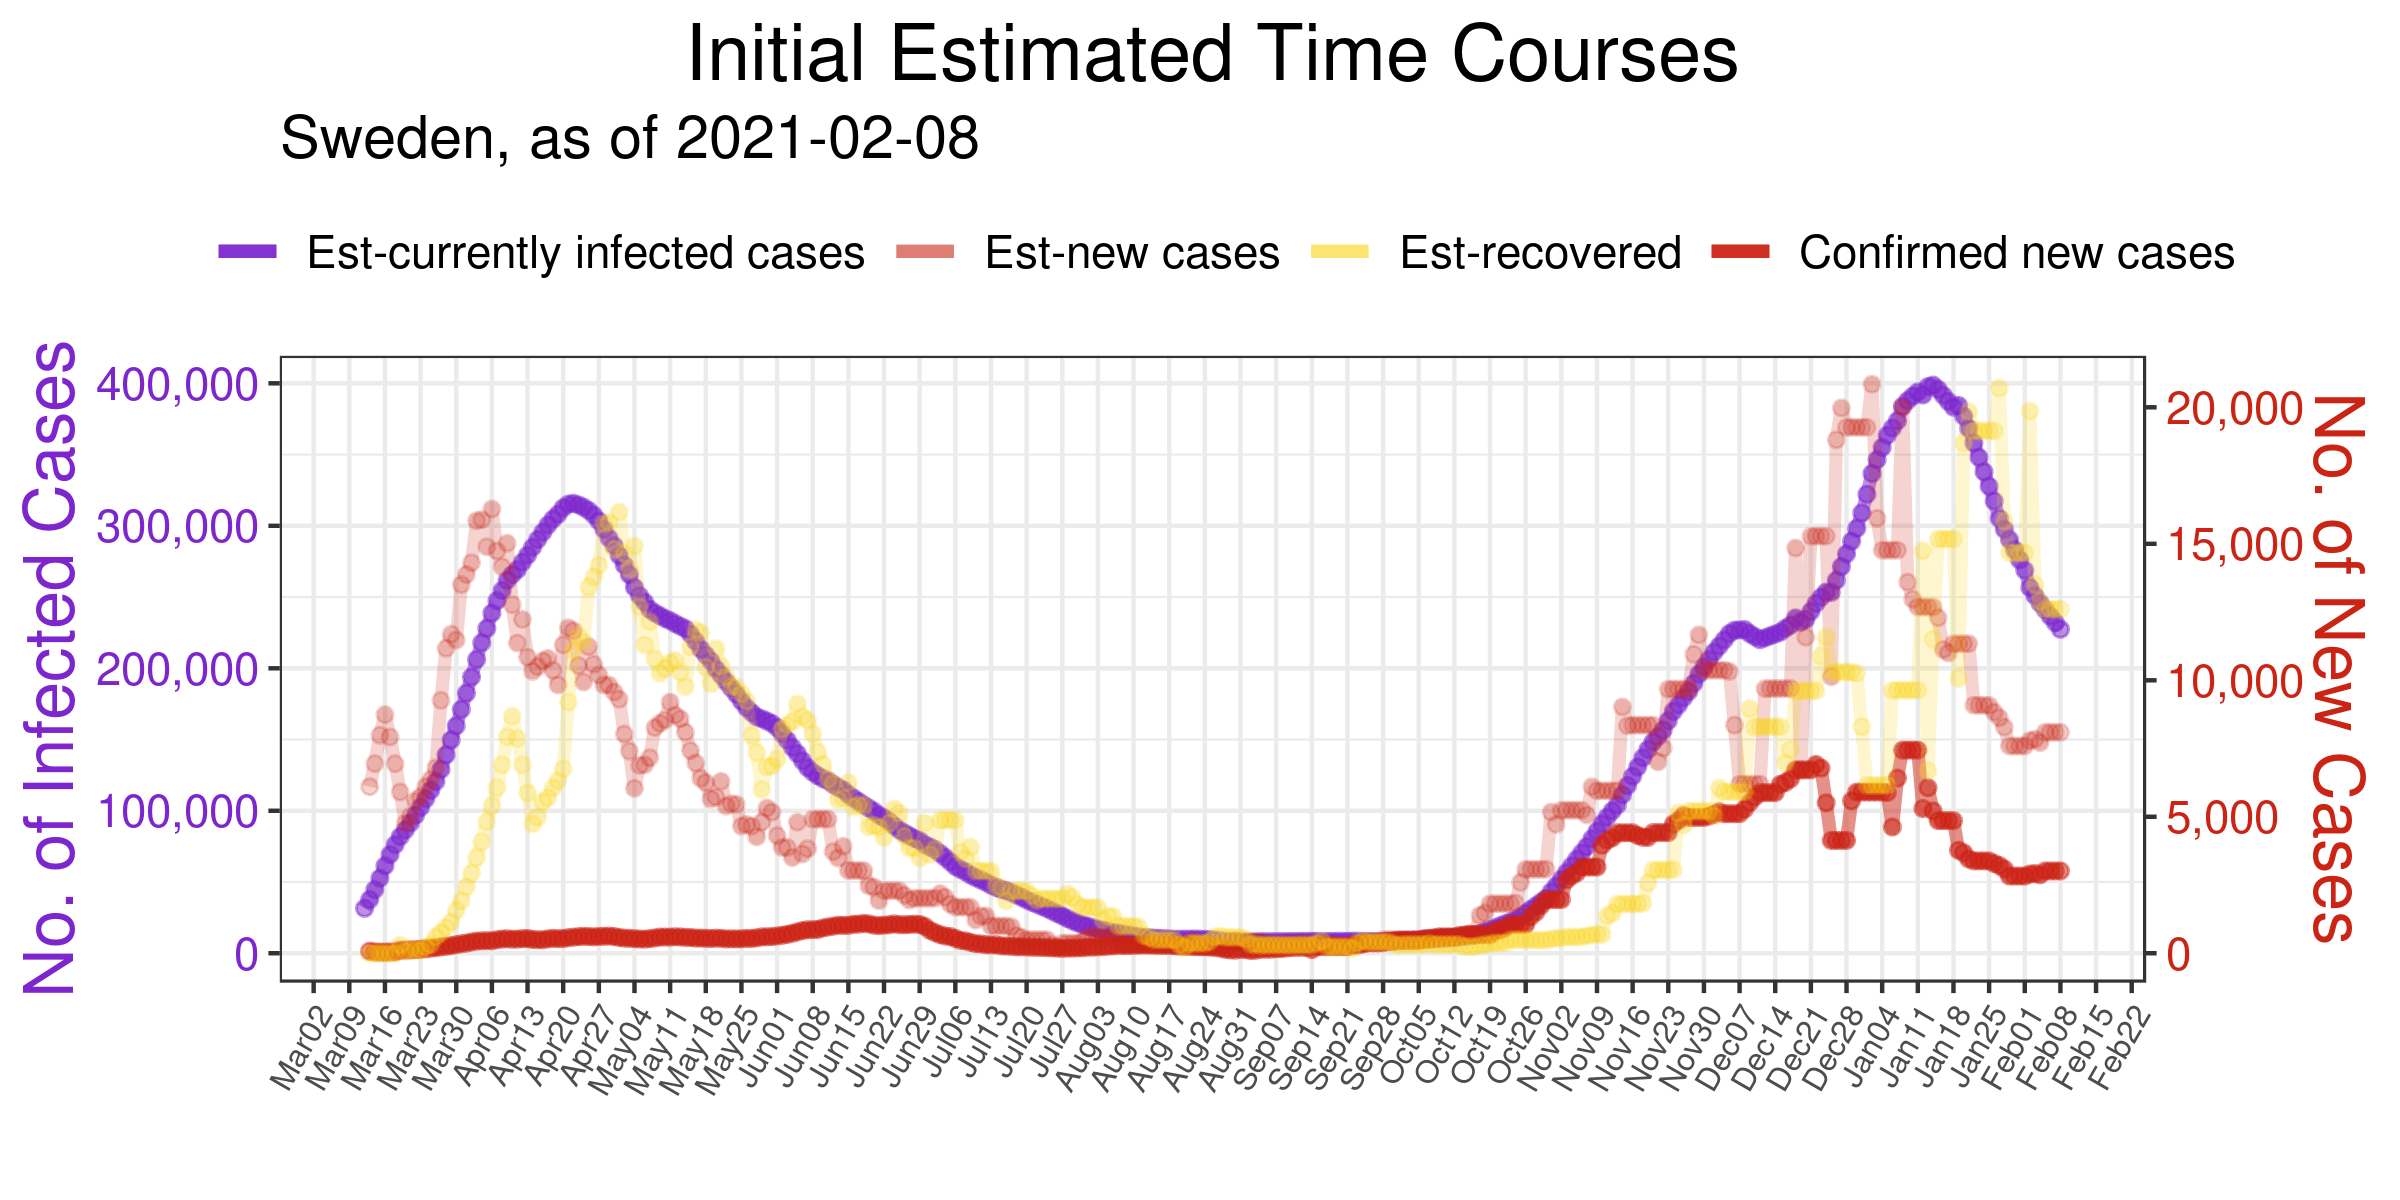 Initial Estimated Time Courses
Sweden, as of 2021-02-08
Est-currently infected cases Est-new cases Est-recovered Confirmed new cases
No. of Infected Cases
400,000
300,000
200,000
100,000
0
20,000
15,000
10,000
5,000
0
No. of New Cases
Mar02 Mar09 Mar16 Mar23 Mar30 Apr06 Apr13 Apr20 Apr27 May04 May11 May18 May25 Jun01 Jun08 Jun15 Jun22 Jun29 Jul06 Jul13 Jul20 Jul27 Aug03 Aug10 Aug17 Aug24 Aug31 Sep07 Sep14 Sep21 Sep28 Oct05 Oct12 Oct19 Oct26 Nov02 Nov09 Nov16 Nov23 Nov30 Dec07 Dec14 Dec21 Dec28 Dec04 Jan11 Jan18 Jan25 Feb01 Feb08 Feb15 Feb22